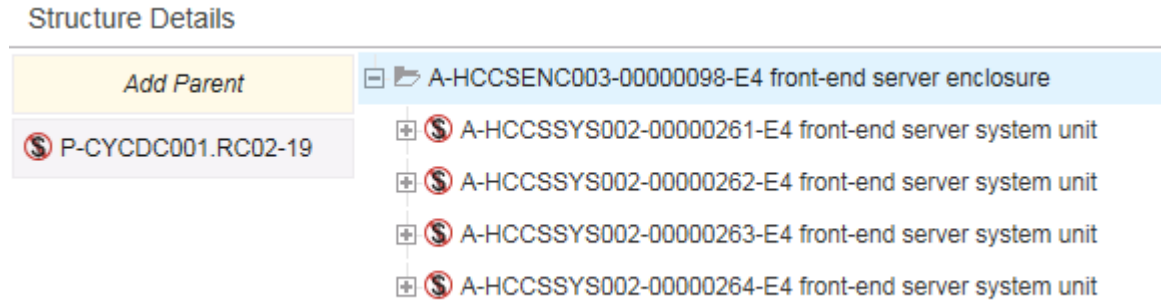 Structure Details
Add Parent
P-CYCDC001.RC02-19
A-HCCSENC003-00000098-E4 front-end server enclosure
A-HCCSSYS002-00000261-E4 front-end server system unit
A-HCCSSYS002-00000262-E4 front-end server system unit
A-HCCSSYS002-00000263-E4 front-end server system unit
A-HCCSSYS002-00000264-E4 front-end server system unit